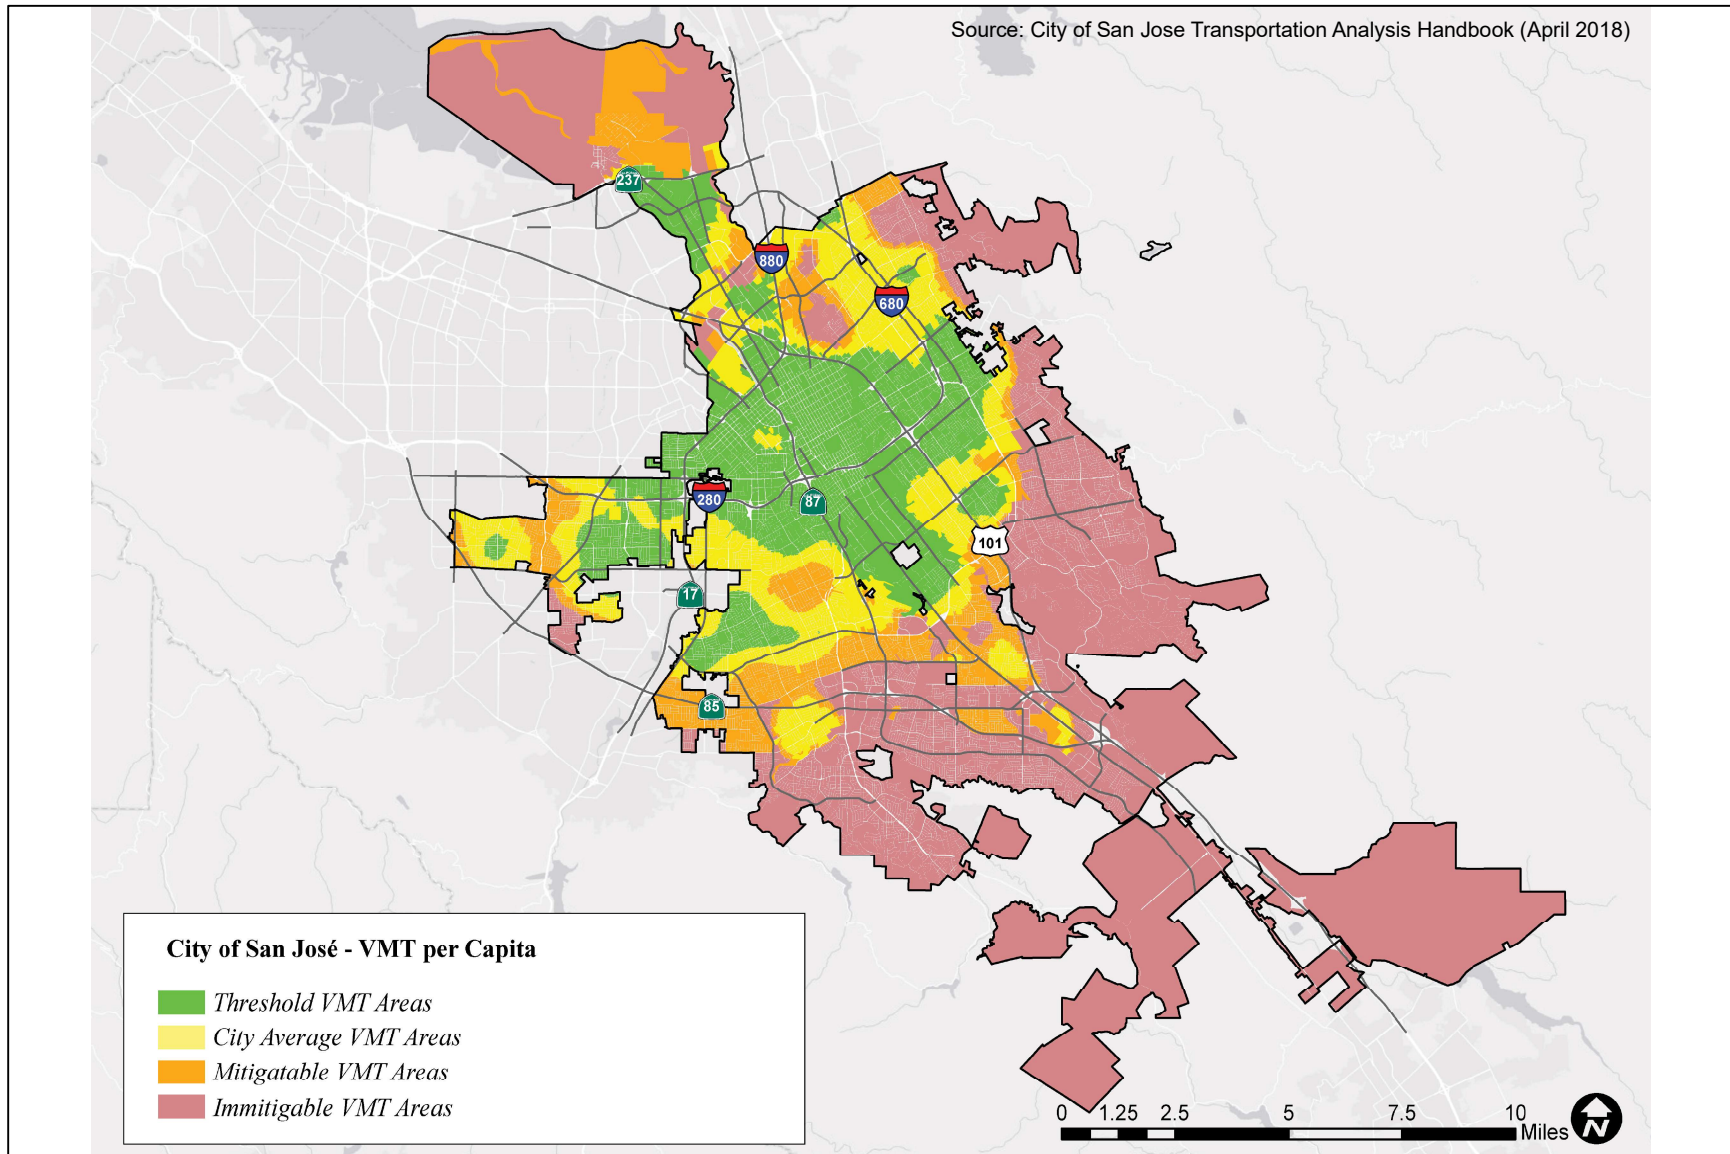 Source: City of San Jose Transportation Analysis Handbook (April 2018)
237
880
680
280
87
101
17
85
City of San José - VMT per Capita
Threshold VMT Areas
City Average VMT Areas
Mitigatable VMT Areas
Immitigable VMT Areas
0 1.25 2.5 5 7.5 10
Miles
N